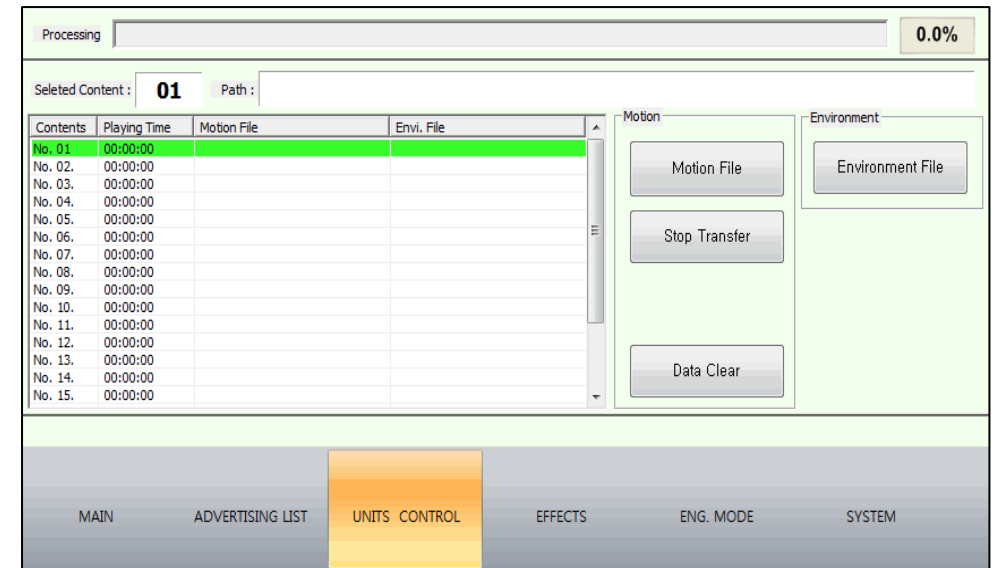 Processing 0.0%
Seleted Content : 01 Path :
Contents Playing Time Motion File Envi. File
No. 01 00:00:00
No. 02. 00:00:00
No. 03. 00:00:00
No. 04. 00:00:00
No. 05. 00:00:00
No. 06. 00:00:00
No. 07. 00:00:00
No. 08. 00:00:00
No. 09. 00:00:00
No. 10. 00:00:00
No. 11. 00:00:00
No. 12. 00:00:00
No. 13. 00:00:00
No. 14. 00:00:00
No. 15. 00:00:00
Motion
Motion File
Stop Transfer
Data Clear
Environment
Environment File
MAIN ADVERTISING LIST UNITS CONTROL EFFECTS ENG. MODE SYSTEM